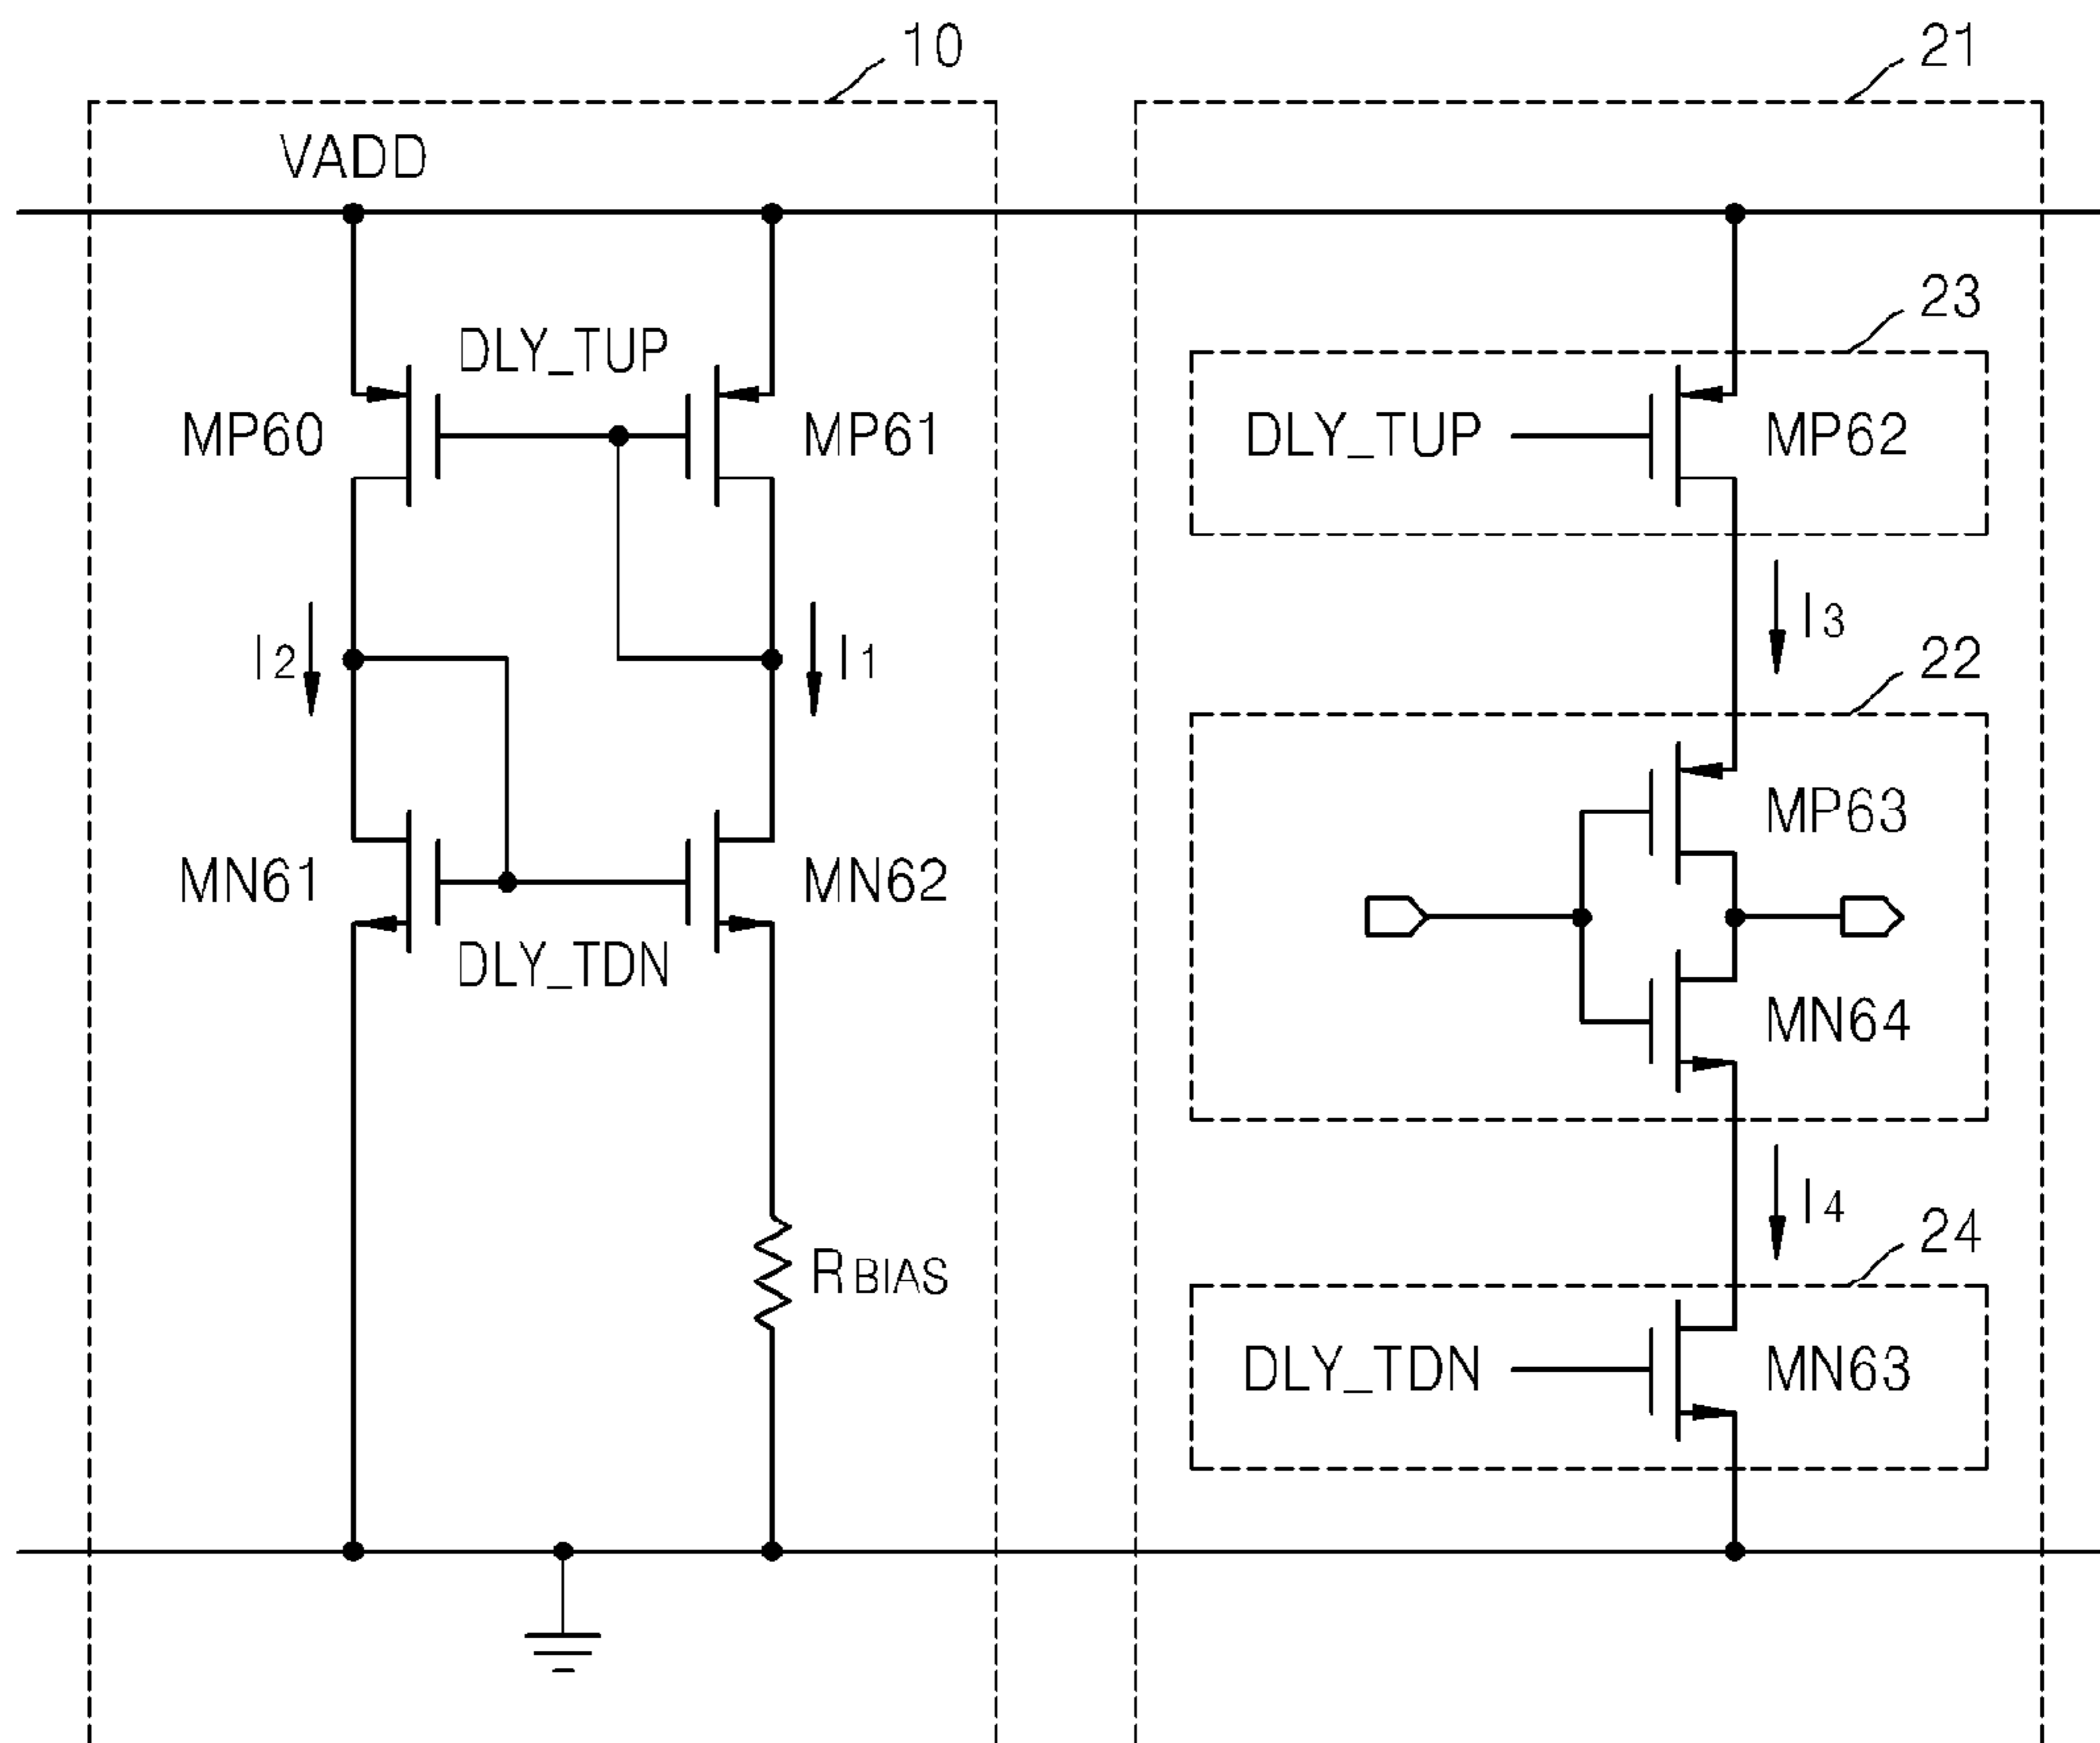 10
21
VADD
23
DLY_TUP
MP60
MP61
DLY_TUP
MP62
I2
I1
I3
22
MP63
MN61
MN62
DLY_TDN
MN64
I4
24
RBIAS
DLY_TDN
MN63